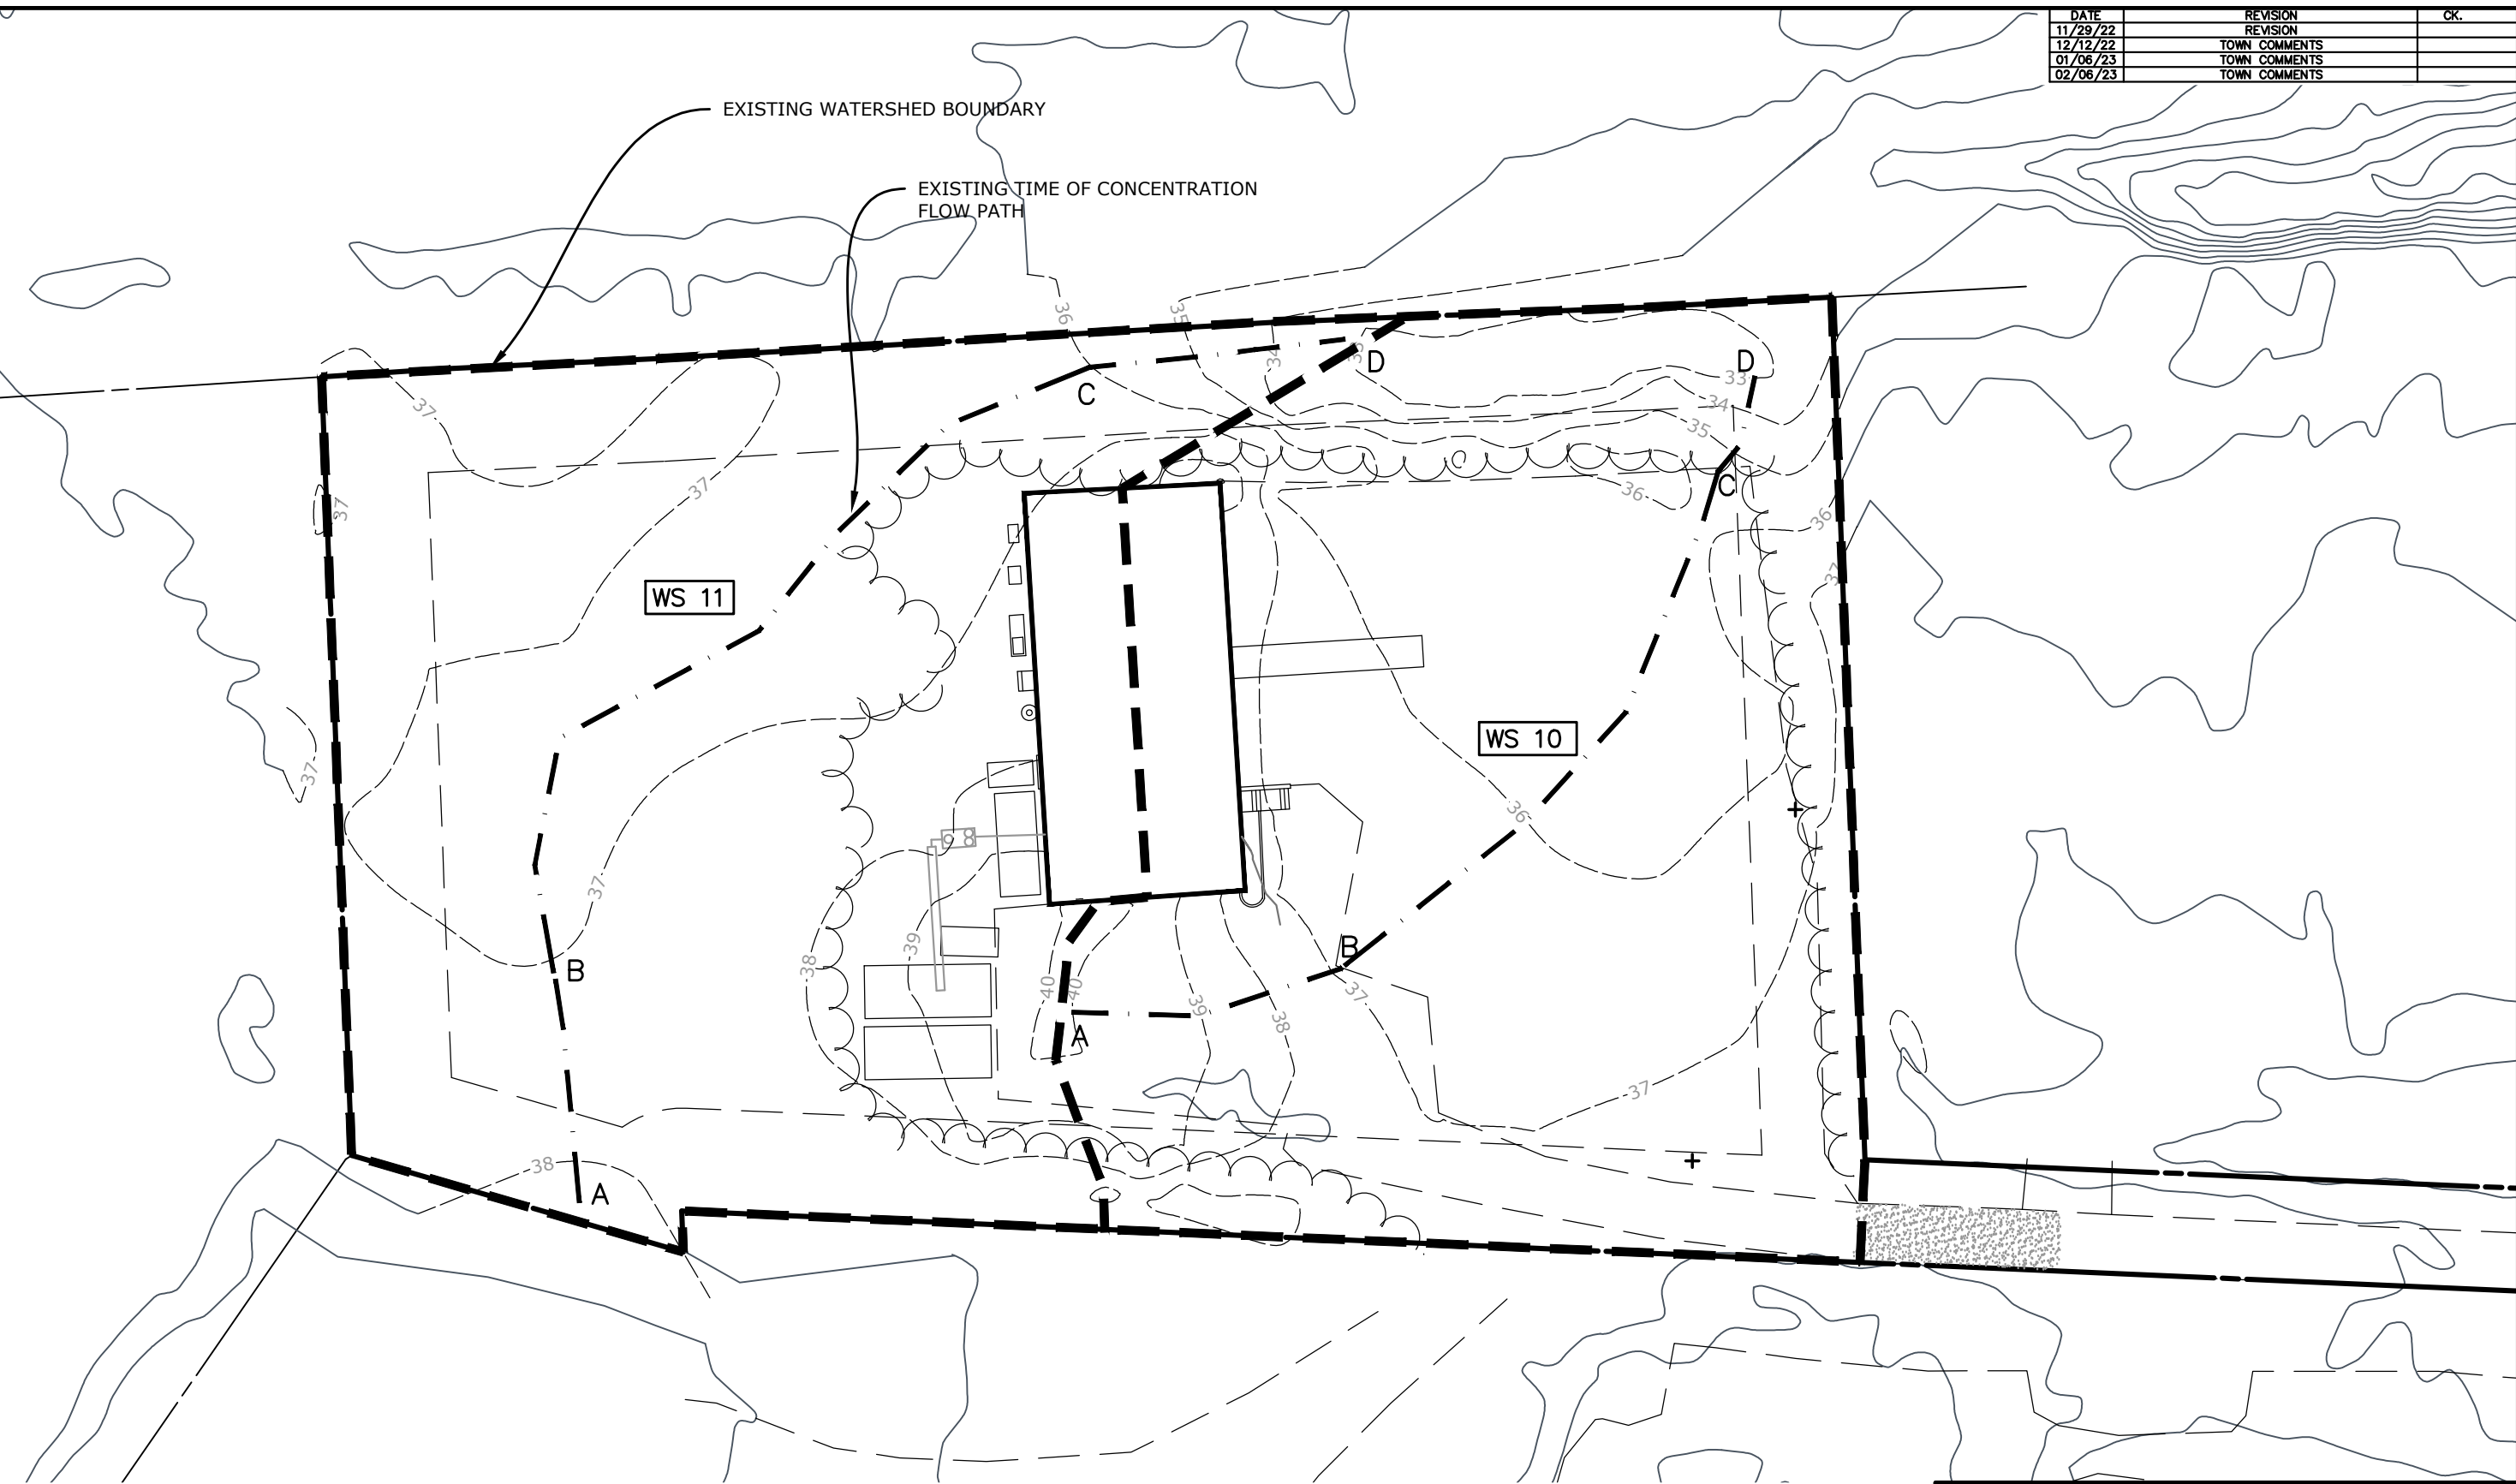 DATE REVISION CK.
11/29/22 REVISION
12/12/22 TOWN COMMENTS
01/06/23 TOWN COMMENTS
02/06/23 TOWN COMMENTS
EXISTING WATERSHED BOUNDARY
EXISTING TIME OF CONCENTRATION
FLOW PATH
36
35
34
33
D
D
33
C
34
37
35
37
C
36
37
36
37
WS 11
WS 10
37
36
98
37
39
B
38
B
40
40
37
39
38
A
37
38
A